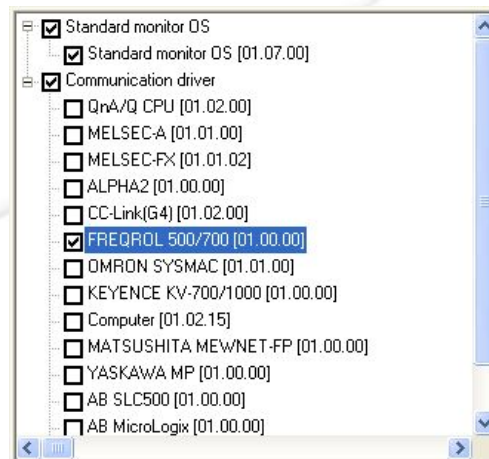 Standard monitor OS
Standard monitor OS [01.07.00]
Communication driver
QnA/Q CPU [01.02.00]
MELSEC-A [01.01.00]
MELSEC-FX [01.01.02]
ALPHA2 [01.00.00]
CC-Link(G4) [01.02.00]
FREQROL 500/700 [01.00.00]
OMRON SYSMAC [01.01.00]
KEYENCE KV-700/1000 [01.00.00]
Computer [01.02.15]
MATSUSHITA MEWNET-FP [01.00.00]
YASKAWA MP [01.00.00]
AB SLC500 [01.00.00]
AB MicroLogix [01.00.00]